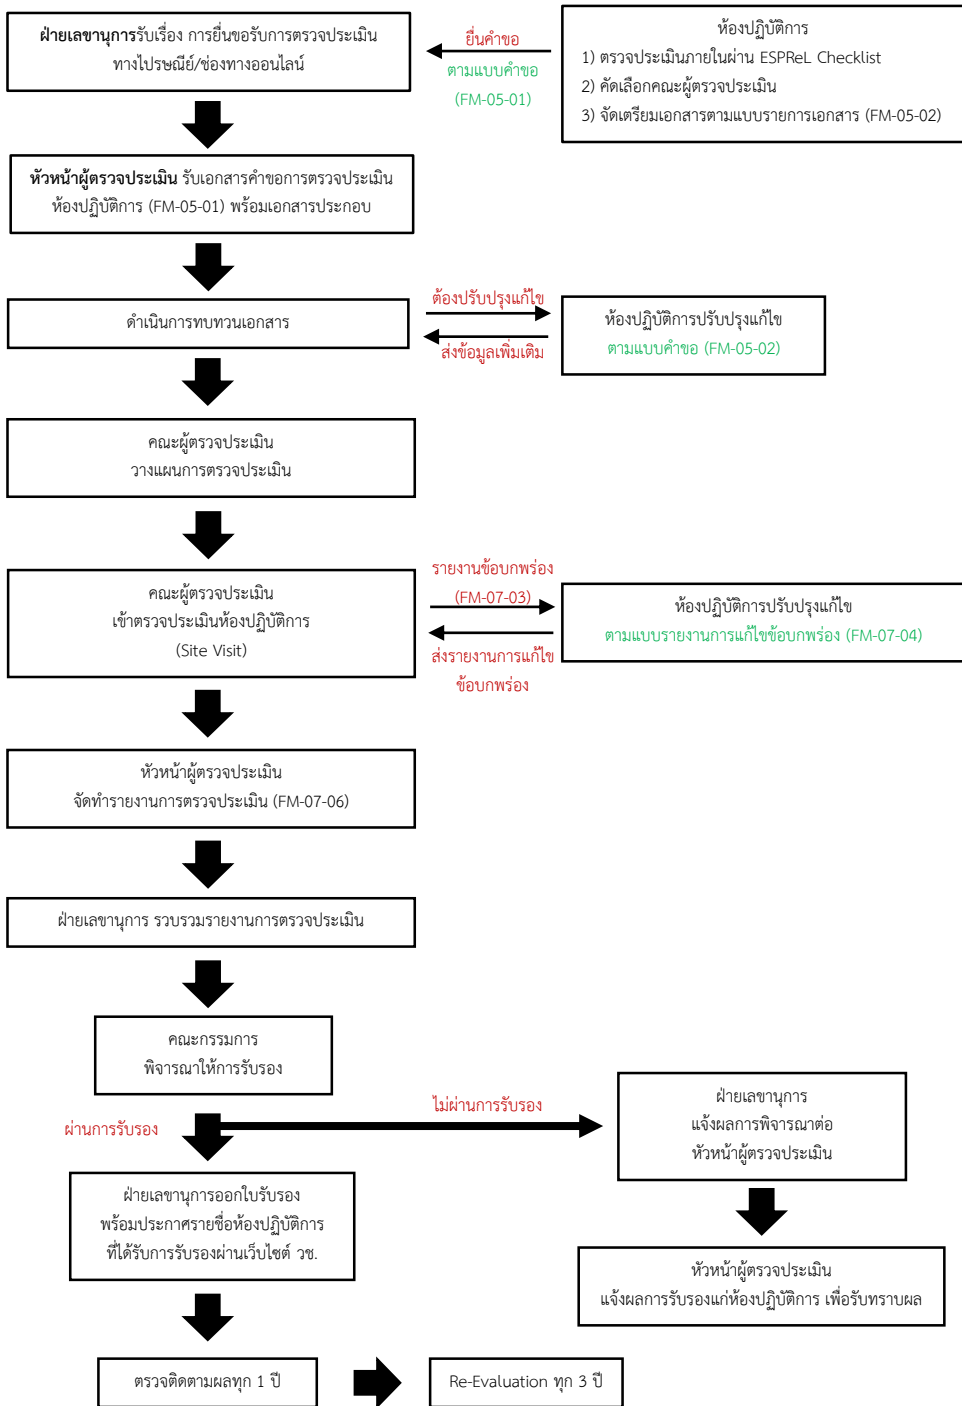 ฝ่ายเลขานุการรับเรื่อง การยื่นขอรับการตรวจประเมิน
ทางไปรษณีย์/ช่องทางออนไลน์
ยื่นคำขอ
ตามแบบคำขอ
(FM-05-01)
ห้องปฏิบัติการ
1) ตรวจประเมินภายในผ่าน ESPReL Checklist
2) คัดเลือกคณะผู้ตรวจประเมิน
3) จัดเตรียมเอกสารตามแบบรายการเอกสาร (FM-05-02)
หัวหน้าผู้ตรวจประเมิน รับเอกสารคำขอการตรวจประเมิน
ห้องปฏิบัติการ (FM-05-01) พร้อมเอกสารประกอบ
ดำเนินการทบทวนเอกสาร
ต้องปรับปรุงแก้ไข
ส่งข้อมูลเพิ่มเติม
ห้องปฏิบัติการปรับปรุงแก้ไข
ตามแบบคำขอ (FM-05-02)
คณะผู้ตรวจประเมิน
วางแผนการตรวจประเมิน
คณะผู้ตรวจประเมิน
เข้าตรวจประเมินห้องปฏิบัติการ
(Site Visit)
รายงานข้อบกพร่อง
(FM-07-03)
ส่งรายงานการแก้ไข
ข้อบกพร่อง
ห้องปฏิบัติการปรับปรุงแก้ไข
ตามแบบรายงานการแก้ไขข้อบกพร่อง (FM-07-04)
หัวหน้าผู้ตรวจประเมิน
จัดทำรายงานการตรวจประเมิน (FM-07-06)
ฝ่ายเลขานุการ รวบรวมรายงานการตรวจประเมิน
คณะกรรมการ
พิจารณาให้การรับรอง
ผ่านการรับรอง
ไม่ผ่านการรับรอง
ฝ่ายเลขานุการ
แจ้งผลการพิจารณาต่อ
หัวหน้าผู้ตรวจประเมิน
ฝ่ายเลขานุการออกใบรับรอง
พร้อมประกาศรายชื่อห้องปฏิบัติการ
ที่ได้รับการรับรองผ่านเว็บไซต์ วช.
หัวหน้าผู้ตรวจประเมิน
แจ้งผลการรับรองแก่ห้องปฏิบัติการ เพื่อรับทราบผล
ตรวจติดตามผลทุก 1 ปี
Re-Evaluation ทุก 3 ปี